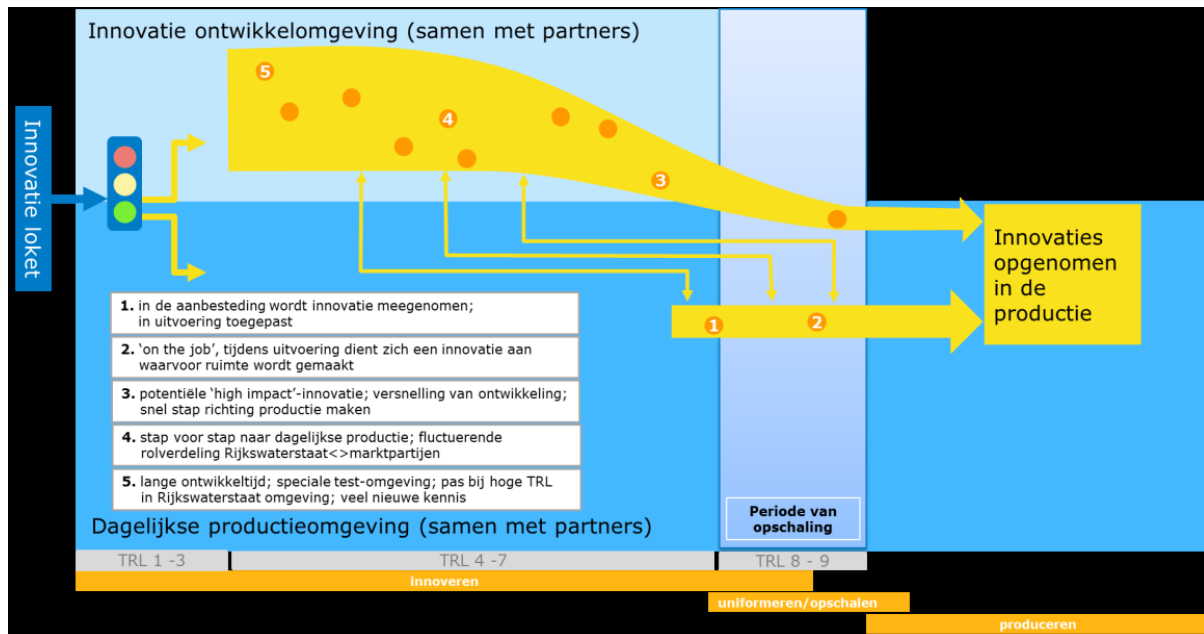 Innovatie ontwikkelomgeving (samen met partners)
Innovatie loket
5
4
3
1
2
Innovaties
opgenomen
in de
productie
1. in de aanbesteding wordt innovatie meegenomen;
in uitvoering toegepast
2. ‘on the job’, tijdens uitvoering dient zich een innovatie aan
waarvoor ruimte wordt gemaakt
3. potentiële ‘high impact’-innovatie; versnelling van ontwikkeling;
snel stap richting productie maken
4. stap voor stap naar dagelijkse productie; fluctuerende
rolverdeling Rijkswaterstaat<>marktpartijen
5. lange ontwikkeltijd; speciale test-omgeving; pas bij hoge TRL
in Rijkswaterstaat omgeving; veel nieuwe kennis
Dagelijkse productieomgeving (samen met partners)
Periode van
opschaling
TRL 1 -3
TRL 4 -7
TRL 8 - 9
innoveren
uniformeren/opschalen
produceren